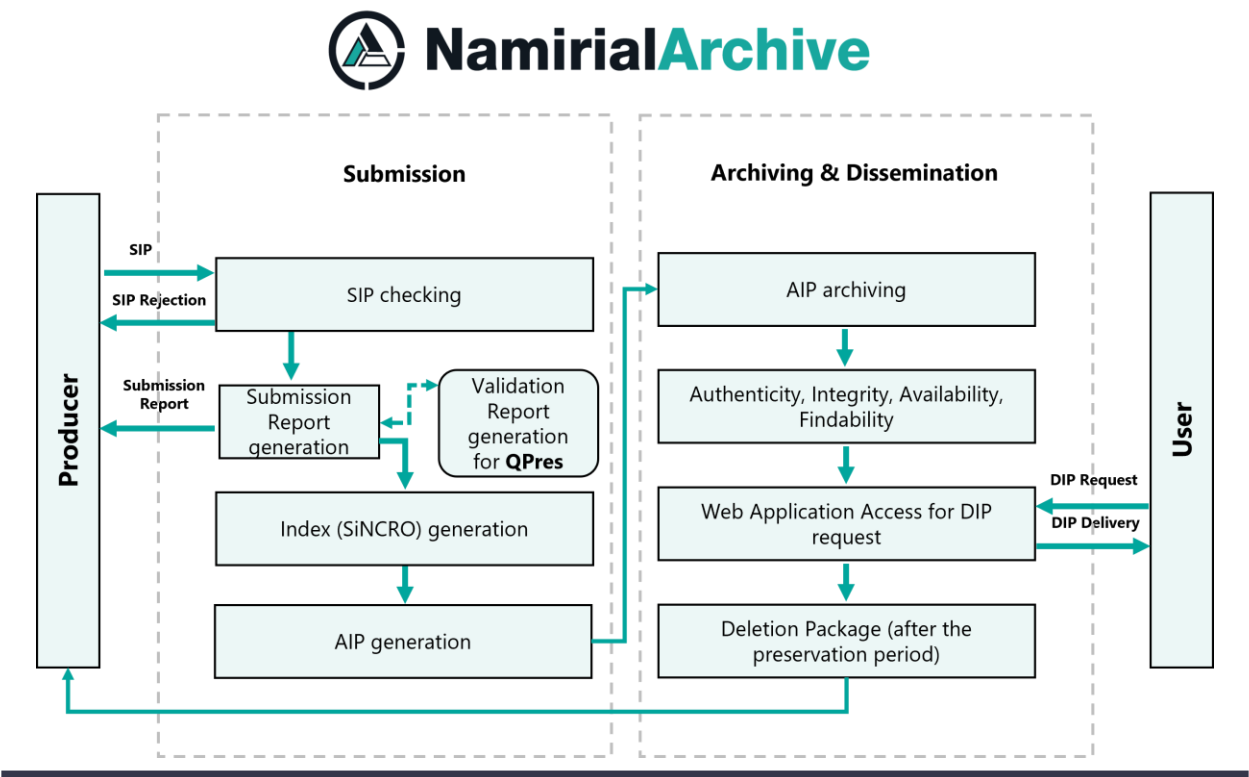 NamirialArchive
Submission
Archiving & Dissemination
Producer
User
SIP
SIP Rejection
SIP checking
Submission
Report
Submission
Report
generation
Validation
Report
generation
for QPres
Index (SiNCRO) generation
AIP generation
AIP archiving
Authenticity, Integrity, Availability,
Findability
Web Application Access for DIP
request
DIP Request
DIP Delivery
Deletion Package (after the
preservation period)